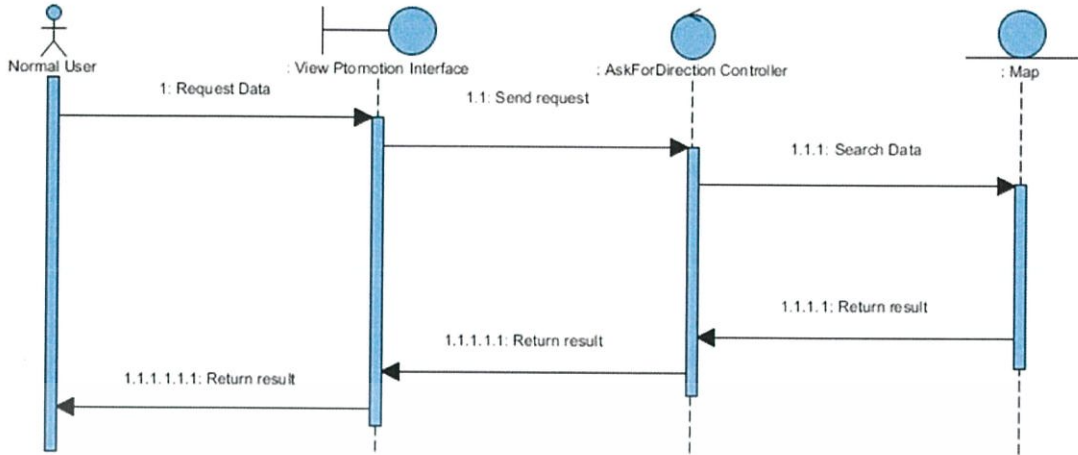 Normal User
: View Ptomotion Interface
: AskForDirection Controller
: Map
1: Request Data
1.1: Send request
1.1.1: Search Data
1.1.1.1: Return result
1.1.1.1.1: Return result
1.1.1.1.1.1: Return result